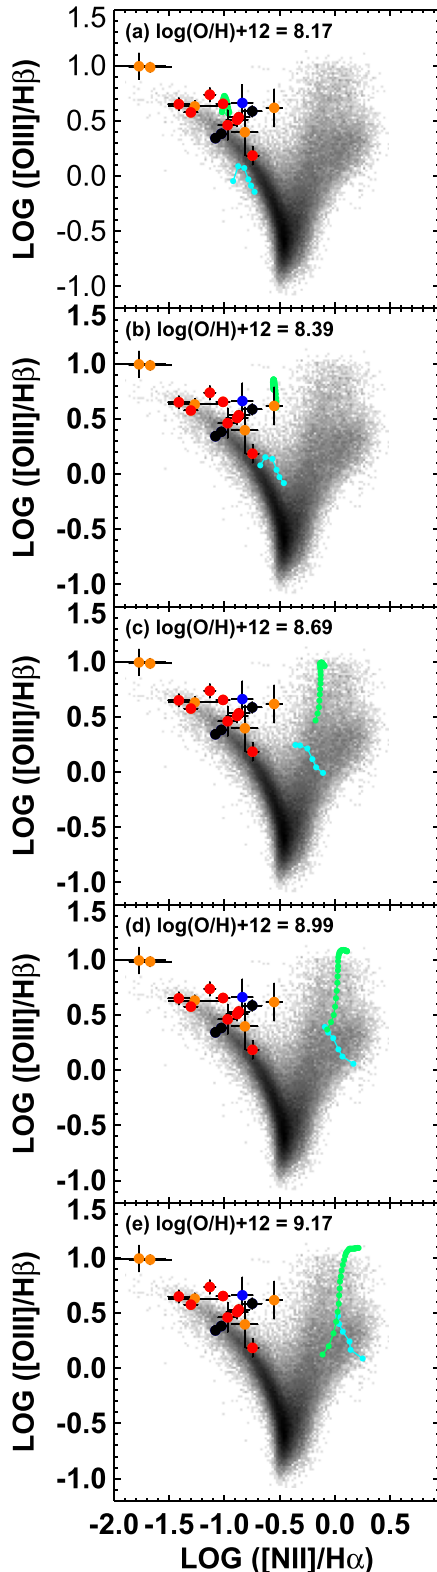 1.5
(a) log(O/H)+12 = 8.17
1.0
0.5
0.0
-0.5
-1.0
LOG ([OIII]/Hβ)
1.5
(b) log(O/H)+12 = 8.39
1.0
0.5
0.0
-0.5
-1.0
LOG ([OIII]/Hβ)
1.5
(c) log(O/H)+12 = 8.69
1.0
0.5
0.0
-0.5
-1.0
LOG ([OIII]/Hβ)
1.5
(d) log(O/H)+12 = 8.99
1.0
0.5
0.0
-0.5
-1.0
LOG ([OIII]/Hβ)
1.5
(e) log(O/H)+12 = 9.17
1.0
0.5
0.0
-0.5
-1.0
LOG ([OIII]/Hβ)
-2.0 -1.5 -1.0 -0.5 0.0 0.5
LOG ([NII]/Hα)